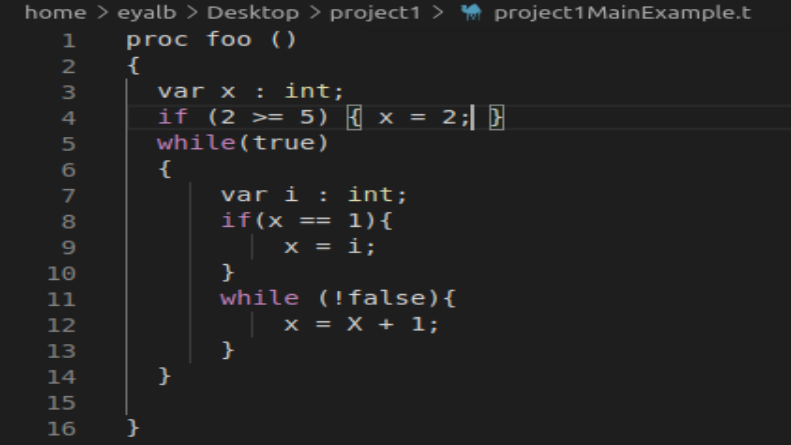 home > eyalb > Desktop > project1 > project1MainExample.t
1 proc foo ()
2 {
3 var x : int;
4 if (2 >= 5) { x = 2; }
5 while(true)
6 {
7 var i : int;
8 if(x == 1){
9 x = i;
10 }
11 while (!false){
12 x = X + 1;
13 }
14 }
15
16 }